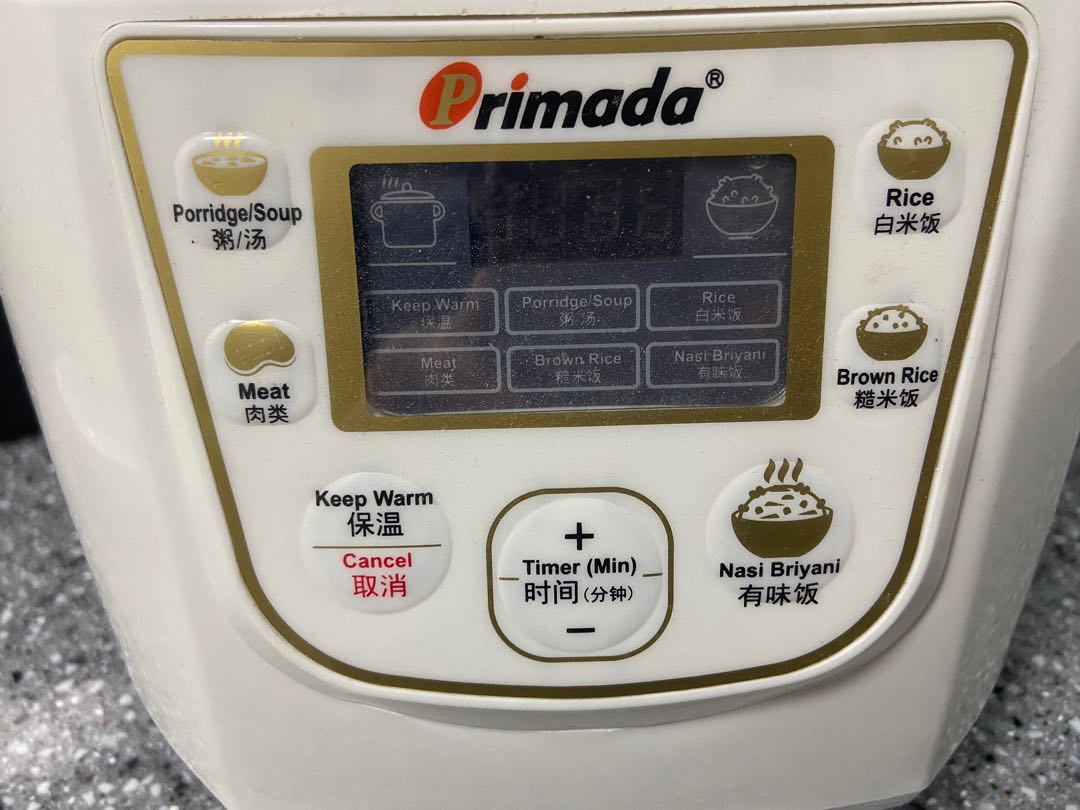 Primada®
Porridge/Soup
粥/汤
Meat
肉类
Keep Warm
保温
Porridge/Soup
粥/汤
Rice
白米饭
Meat
肉类
Brown Rice
糙米饭
Nasi Briyani
有味饭
Rice
白米饭
Brown Rice
糙米饭
Keep Warm
保温
Cancel
取消
+
Timer (Min)
时间(分钟)
−
Nasi Briyani
有味饭